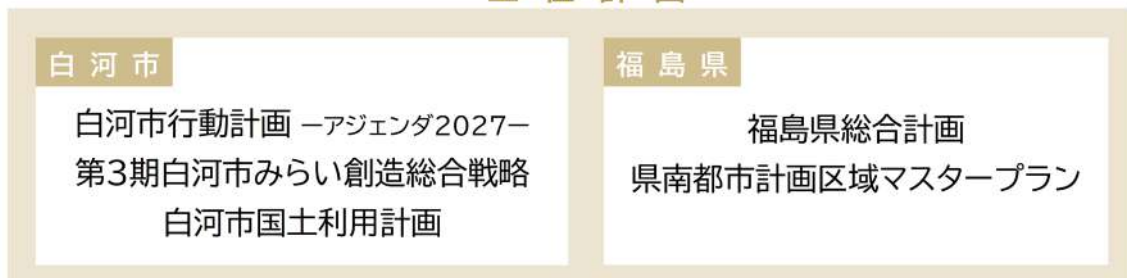 白河市
白河市行動計画 ーアジェンダ2027ー
第3期白河市みらい創造総合戦略
白河市国土利用計画
福島県
福島県総合計画
県南都市計画区域マスタープラン